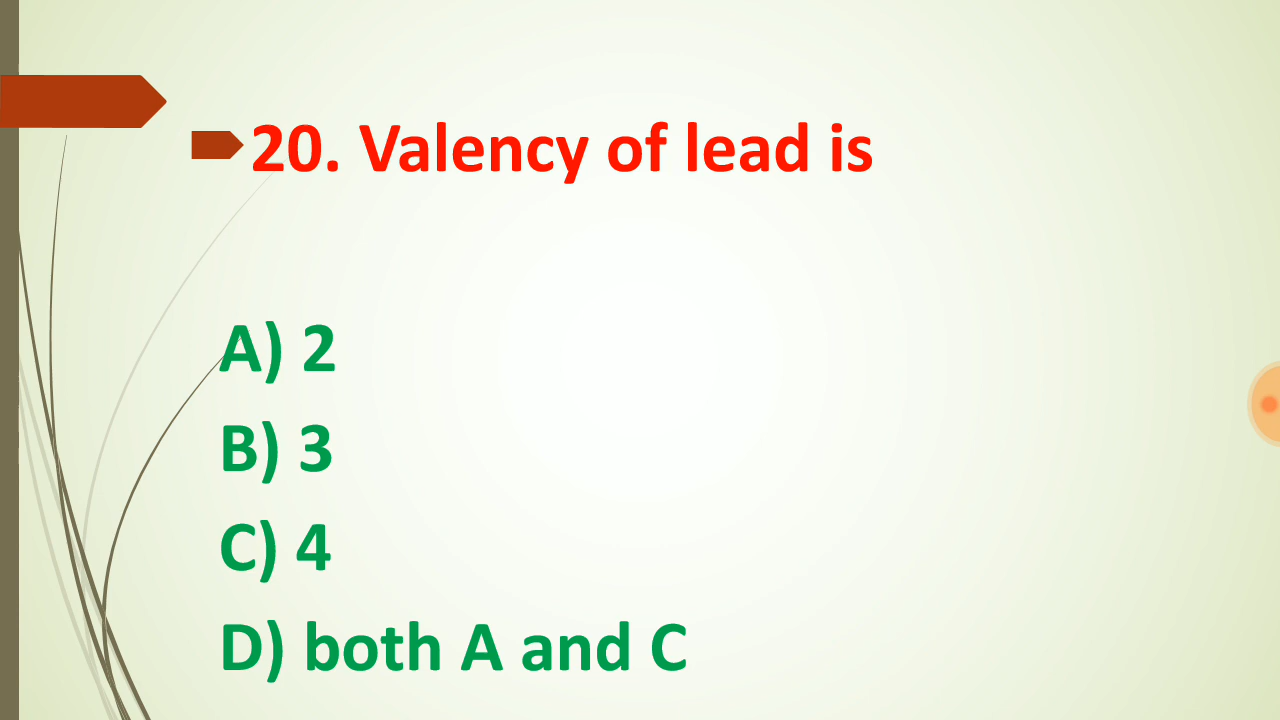 20. Valency of lead is
A) 2
B) 3
C) 4
D) both A and C